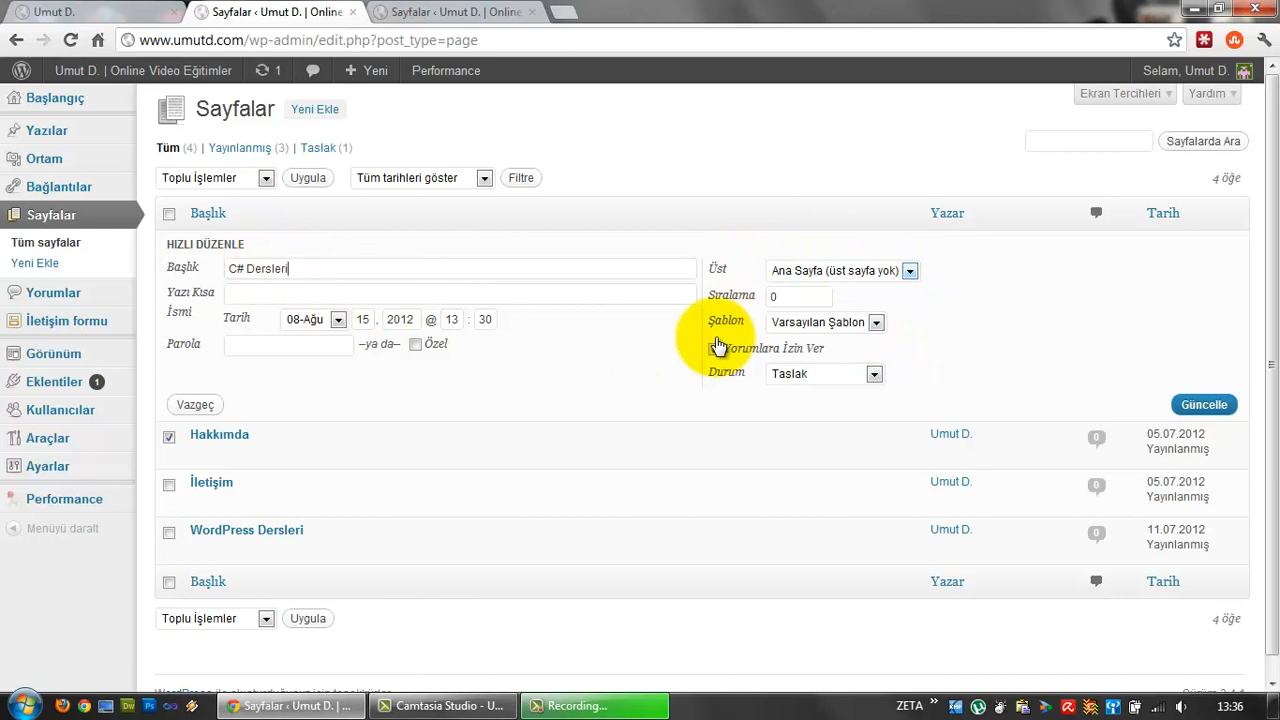 Umut D.
Sayfalar ‹ Umut D. | Online
Sayfalar ‹ Umut D. | Online
www.umutd.com/wp-admin/edit.php?post_type=page
Umut D. | Online Video Eğitimler
1
Yeni
Performance
Selam, Umut D.
Başlangıç
Yazılar
Ortam
Bağlantılar
Sayfalar
Tüm sayfalar
Yeni Ekle
Yorumlar
İletişim formu
Görünüm
Eklentiler 1
Kullanıcılar
Araçlar
Ayarlar
Performance
Menüyü daralt
Ekran Tercihleri
Yardım
Sayfalar Yeni Ekle
Tüm (4) | Yayınlanmış (3) | Taslak (1)
Sayfalarda Ara
Toplu İşlemler Uygula Tüm tarihleri göster Filtre 4 öğe
Başlık Yazar Tarih
HIZLI DÜZENLE
Başlık C# Dersleri
Yazı Kısa
İsmi
Tarih 08-Ağu 15 , 2012 @ 13 : 30
Parola –ya da– Özel
Üst Ana Sayfa (üst sayfa yok)
Sıralama 0
Şablon Varsayılan Şablon
Yorumlara İzin Ver
Durum Taslak
Vazgeç Güncelle
Hakkımda Umut D. 0 05.07.2012
Yayınlanmış
İletişim Umut D. 0 05.07.2012
Yayınlanmış
WordPress Dersleri Umut D. 0 11.07.2012
Yayınlanmış
Başlık Yazar Tarih
Toplu İşlemler Uygula 4 öğe
Sayfalar ‹ Umut D. | ...
Camtasia Studio - U...
Recording...
ZETA
13:36